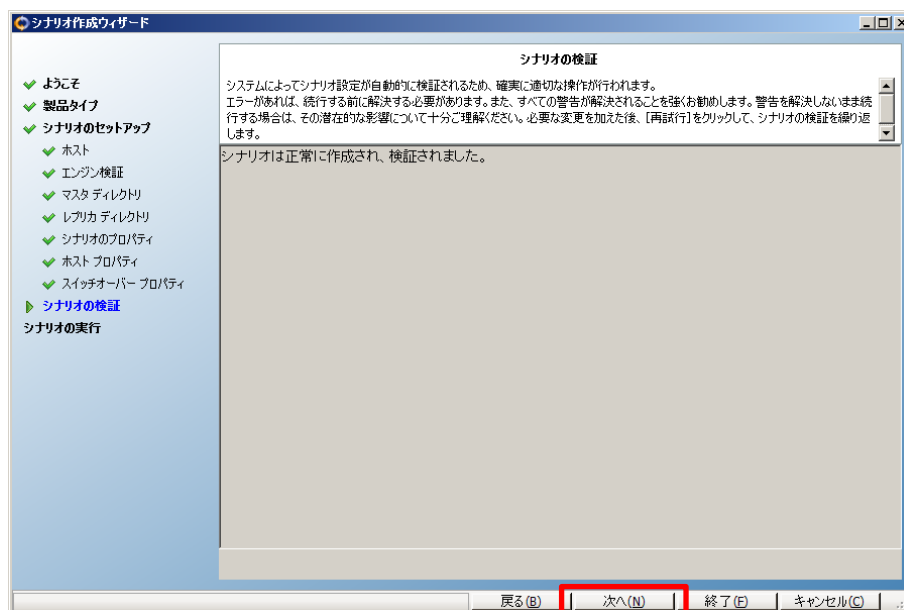 シナリオ作成ウィザード
ようこそ
製品タイプ
シナリオのセットアップ
ホスト
エンジン検証
マスタ ディレクトリ
レプリカ ディレクトリ
シナリオのプロパティ
ホスト プロパティ
スイッチオーバー プロパティ
シナリオの検証
シナリオの実行
シナリオの検証
システムによってシナリオ設定が自動的に検証されるため、確実に適切な操作が行われます。
エラーがあれば、続行する前に解決する必要があります。また、すべての警告が解決されることを強くお勧めします。警告を解決しないまま続
行する場合は、その潜在的な影響について十分ご理解ください。必要な変更を加えた後、[再試行]をクリックして、シナリオの検証を繰り返
します。
シナリオは正常に作成され、検証されました。
戻る(B) 次へ(N) 終了(F) キャンセル(C)